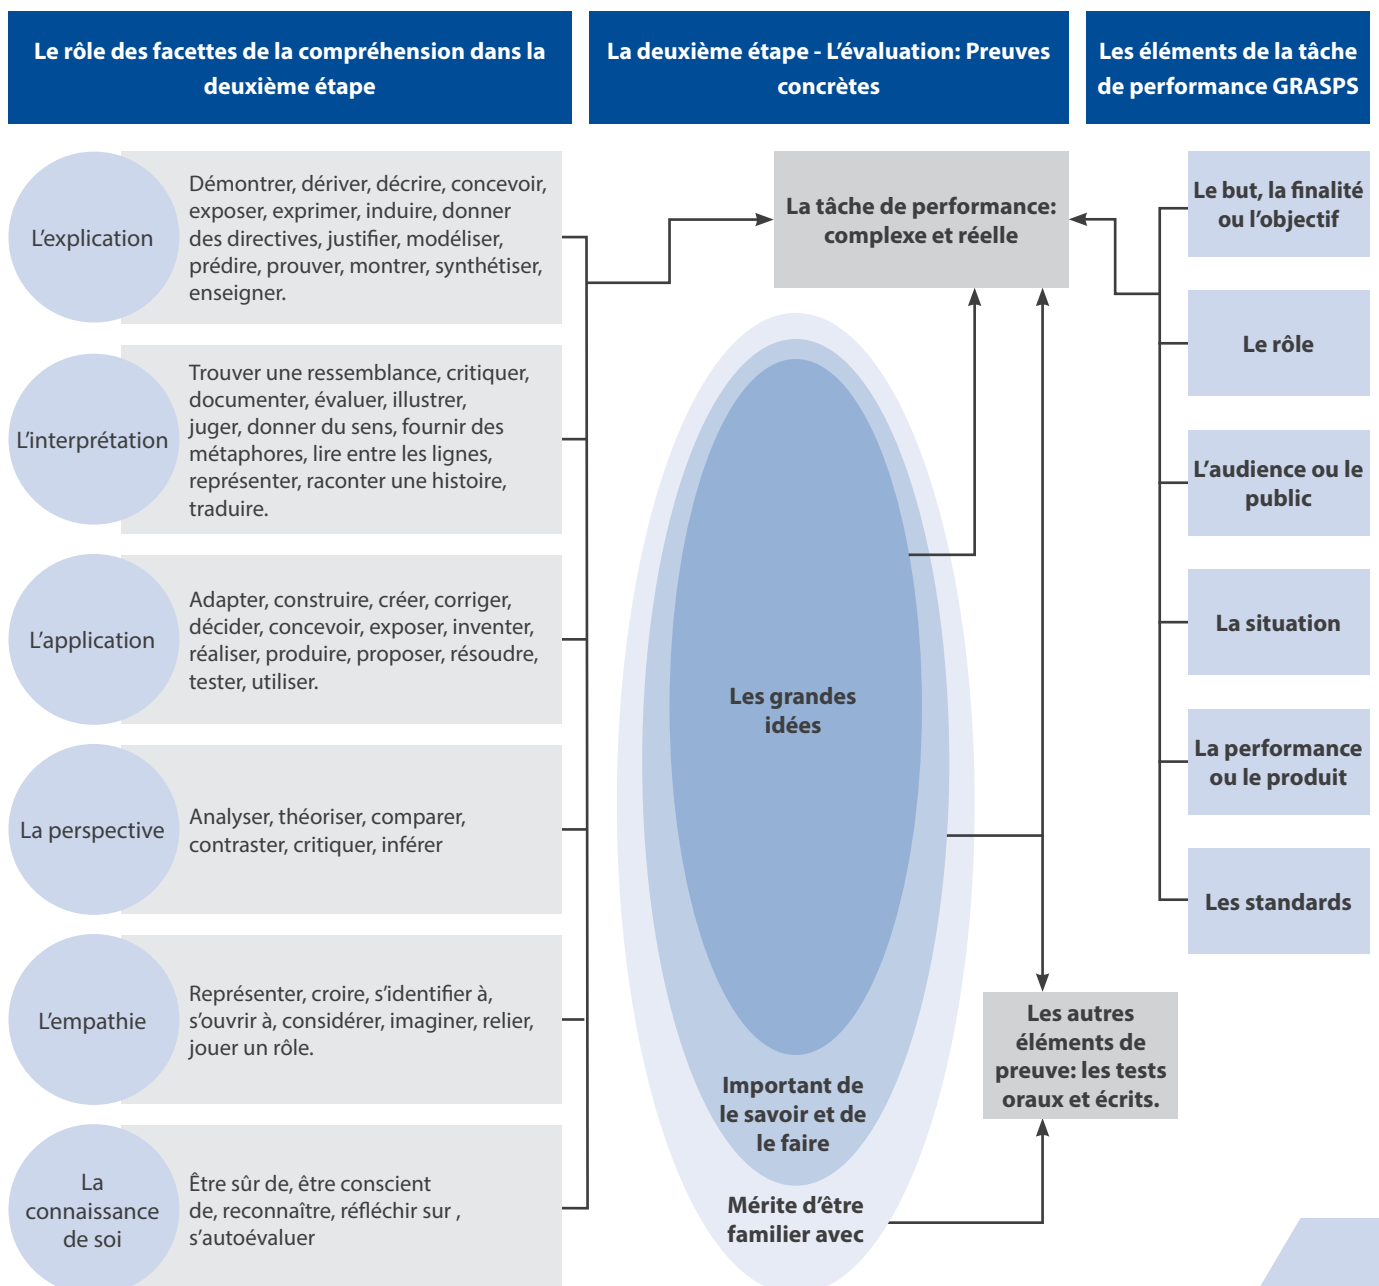 Le rôle des facettes de la compréhension dans la
deuxième étape
La deuxième étape - L'évaluation: Preuves
concrètes
Les éléments de la tâche
de performance GRASPS
L'explication
Démontrer, dériver, décrire, concevoir,
exposer, exprimer, induire, donner
des directives, justifier, modéliser,
prédire, prouver, montrer, synthétiser,
enseigner.
L'interprétation
Trouver une ressemblance, critiquer,
documenter, évaluer, illustrer,
juger, donner du sens, fournir des
métaphores, lire entre les lignes,
représenter, raconter une histoire,
traduire.
L'application
Adapter, construire, créer, corriger,
décider, concevoir, exposer, inventer,
réaliser, produire, proposer, résoudre,
tester, utiliser.
La perspective
Analyser, théoriser, comparer,
contraster, critiquer, inférer
L'empathie
Représenter, croire, s'identifier à,
s'ouvrir à, considérer, imaginer, relier,
jouer un rôle.
La
connaissance
de soi
Être sûr de, être conscient
de, reconnaître, réfléchir sur ,
s'autoévaluer
La tâche de performance:
complexe et réelle
Les grandes
idées
Important de
le savoir et de
le faire
Mérite d'être
familier avec
Les autres
éléments de
preuve: les tests
oraux et écrits.
Le but, la finalité
ou l'objectif
Le rôle
L'audience ou le
public
La situation
La performance
ou le produit
Les standards